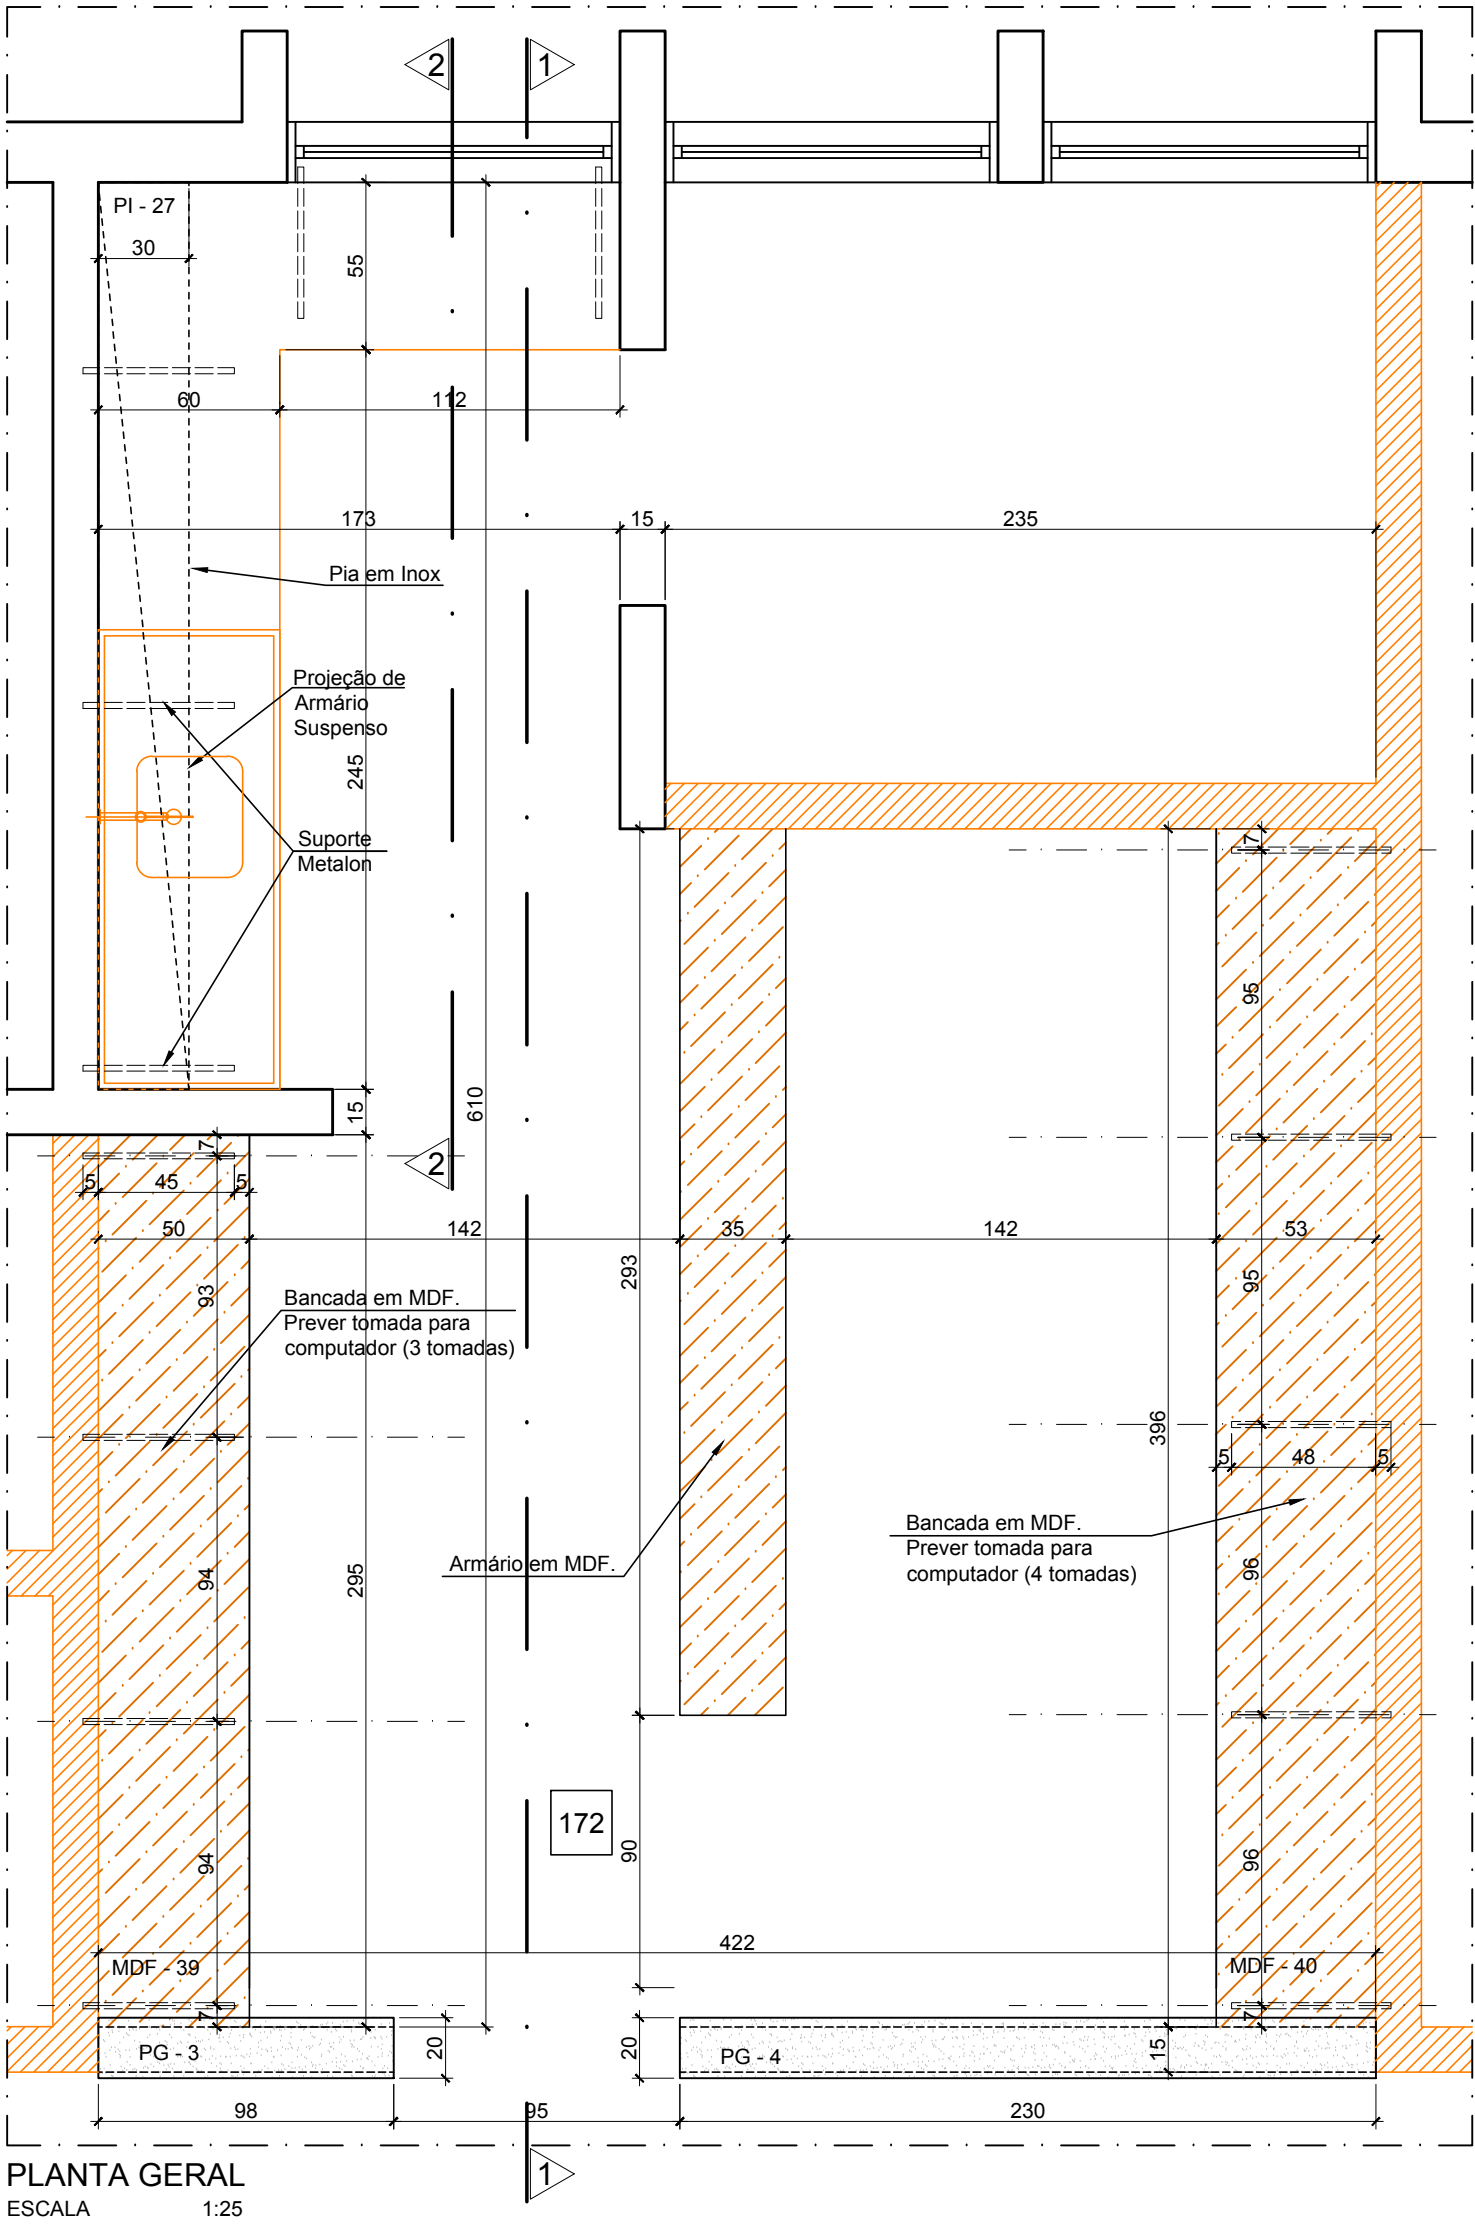 2
1
PI - 27
30
55
60
112
173
15
235
Pia em Inox
Projeção de
Armário
Suspenso
245
Suporte
Metalon
7
95
610
15
7
2
5
45
5
50
142
35
142
53
293
93
95
Bancada em MDF.
Prever tomada para
computador (3 tomadas)
396
5
48
5
Bancada em MDF.
Prever tomada para
computador (4 tomadas)
Armário em MDF.
94
295
96
172
90
94
96
422
MDF - 39
MDF - 40
7
7
PG - 3
20
20
PG - 4
15
98
95
230
1
PLANTA GERAL
ESCALA 1:25